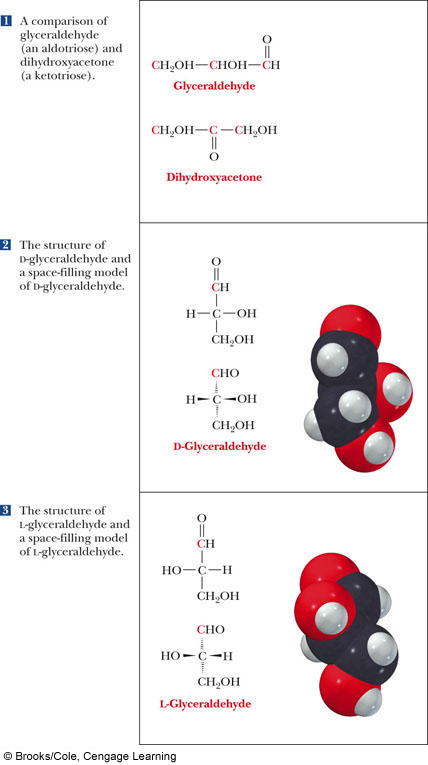 1 A comparison of
glyceraldehyde
(an aldotriose) and
dihydroxyacetone
(a ketotriose).
O
CH₂OH—CHOH—CH
Glyceraldehyde
CH₂OH—C—CH₂OH
O
Dihydroxyacetone
2 The structure of
D-glyceraldehyde and
a space-filling model
of D-glyceraldehyde.
O
CH
H—C—OH
CH₂OH
CHO
H C OH
CH₂OH
D-Glyceraldehyde
3 The structure of
L-glyceraldehyde and
a space-filling model
of L-glyceraldehyde.
O
CH
HO—C—H
CH₂OH
CHO
HO C H
CH₂OH
L-Glyceraldehyde
© Brooks/Cole, Cengage Learning